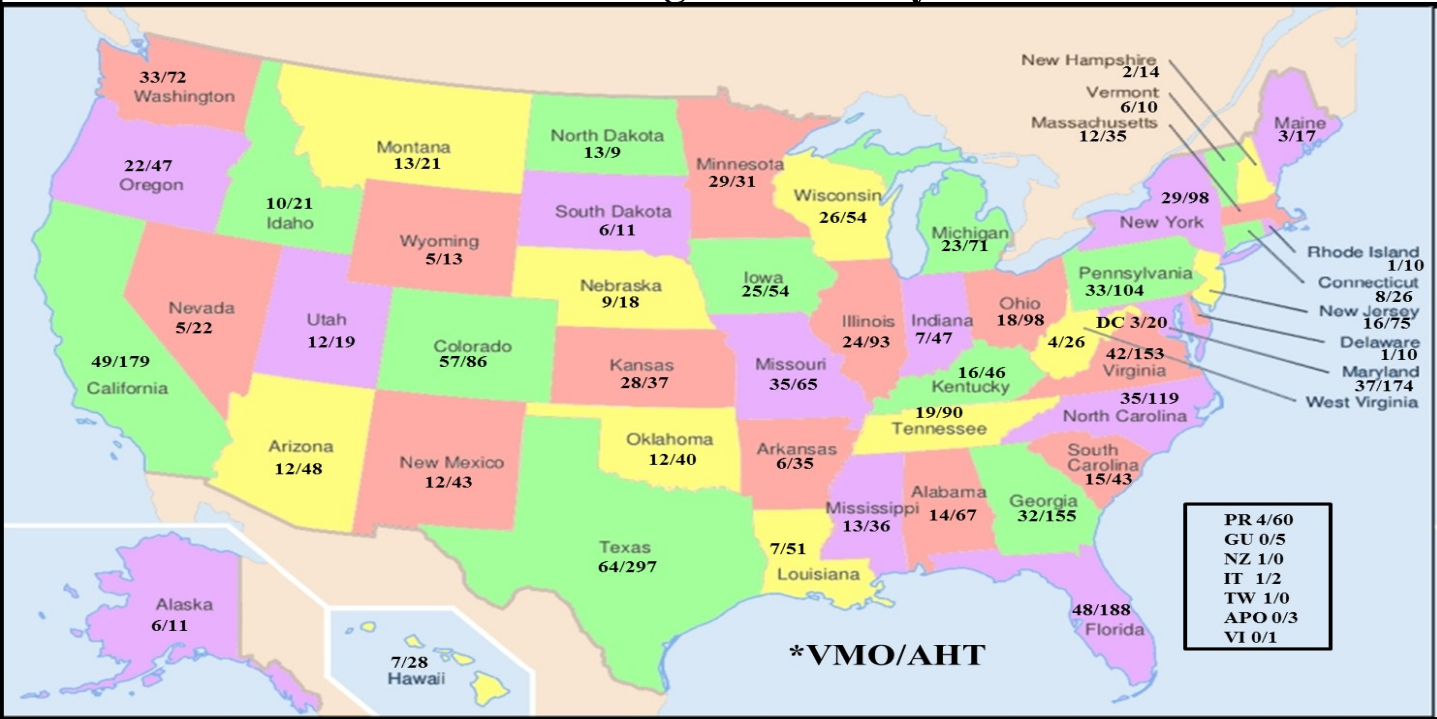 33/72
Washington
22/47
Oregon
10/21
Idaho
Montana
13/21
North Dakota
13/9
Minnesota
29/31
Wisconsin
26/54
Michigan
23/71
New Hampshire
2/14
Vermont
6/10
Massachusetts
12/35
Maine
3/17
29/98
New York
South Dakota
6/11
Wyoming
5/13
Nebraska
9/18
Iowa
25/54
Rhode Island
1/10
Connecticut
8/26
New Jersey
16/75
Delaware
1/10
Maryland
37/174
West Virginia
Pennsylvania
33/104
DC 3/20
4/26
42/153
Virginia
Ohio
18/98
Indiana
7/47
Illinois
24/93
Nevada
5/22
Utah
12/19
Colorado
57/86
Kansas
28/37
Missouri
35/65
16/46
Kentucky
49/179
California
19/90
Tennessee
35/119
North Carolina
Arizona
12/48
New Mexico
12/43
Oklahoma
12/40
Arkansas
6/35
South
Carolina
15/43
Mississippi
13/36
Alabama
14/67
Georgia
32/155
Texas
64/297
7/51
Louisiana
48/188
Florida
Alaska
6/11
7/28
Hawaii
*VMO/AHT
PR 4/60
GU 0/5
NZ 1/0
IT 1/2
TW 1/0
APO 0/3
VI 0/1